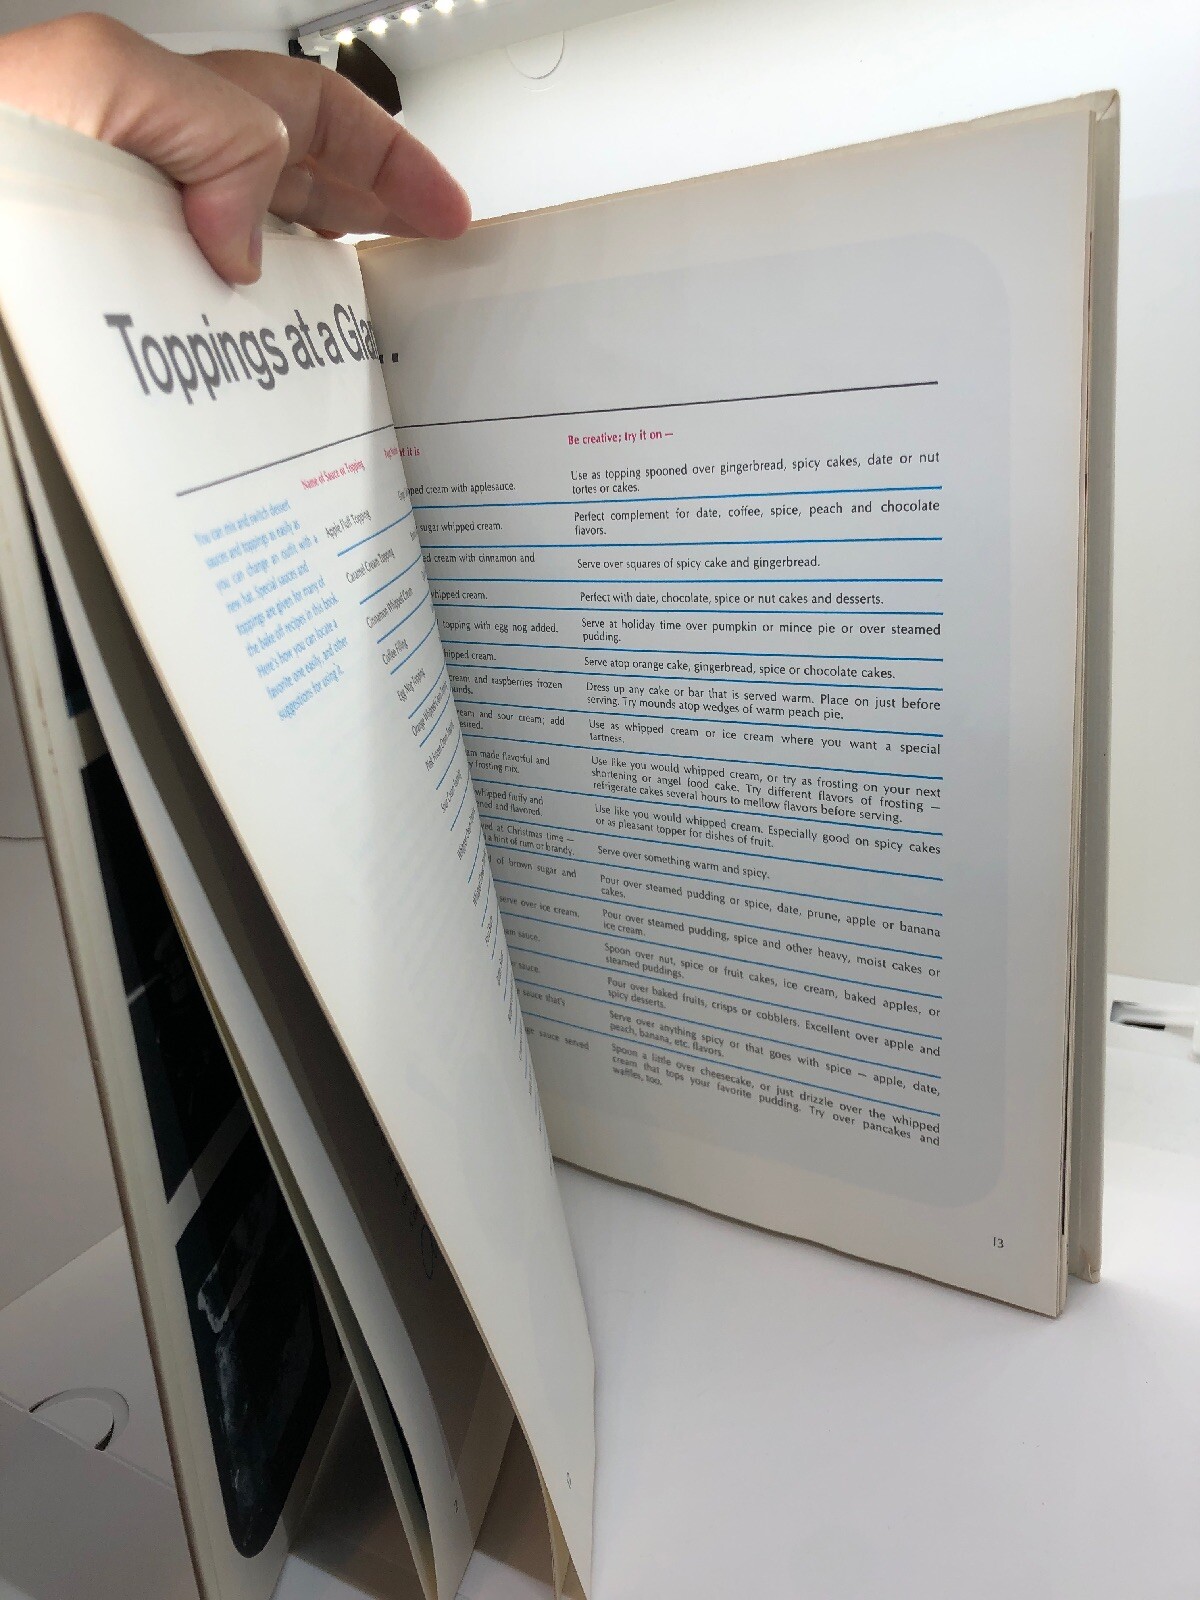 Toppings at a Gla
Name of Sauce or Topping
You can mix and switch dessert
sauces and toppings as easily as
you can change an outfit with a
new hat. Special sauces and
toppings are given for many of
the bake-off recipes in this book.
Here's how you can locate a
favorite one easily, and other
suggestions for using it.
Apple Fluff Topping
Caramel Cream Topping
Cinnamon Whipped Cream
Coffee Filling
Egg Nog Topping
it is
Be creative; try it on —
ped cream with applesauce.
Use as topping spooned over gingerbread, spicy cakes, date or nut
tortes or cakes.
sugar whipped cream.
Perfect complement for date, coffee, spice, peach and chocolate
flavors.
ed cream with cinnamon and
Serve over squares of spicy cake and gingerbread.
whipped cream.
Perfect with date, chocolate, spice or nut cakes and desserts.
topping with egg nog added.
Serve at holiday time over pumpkin or mince pie or over steamed
pudding.
hipped cream.
Serve atop orange cake, gingerbread, spice or chocolate cakes.
cream and raspberries frozen
unds.
Dress up any cake or bar that is served warm. Place on just before
serving. Try mounds atop wedges of warm peach pie.
eam and sour cream; add
esired.
Use as whipped cream or ice cream where you want a special
tartness.
am made flavorful and
y frosting mix.
Use like you would whipped cream, or try as frosting on your next
shortening or angel food cake. Try different flavors of frosting —
refrigerate cakes several hours to mellow flavors before serving.
whipped fluffy and
ned and flavored.
Use like you would whipped cream. Especially good on spicy cakes
or as pleasant topper for dishes of fruit.
ed at Christmas time —
a hint of rum or brandy.
Serve over something warm and spicy.
of brown sugar and
Pour over steamed pudding or spice, date, prune, apple or banana
cakes.
serve over ice cream.
Pour over steamed pudding, spice and other heavy, moist cakes or
ice cream.
am sauce.
Spoon over nut, spice or fruit cakes, ice cream, baked apples, or
steamed puddings.
sauce.
Pour over baked fruits, crisps or cobblers. Excellent over apple and
spicy desserts.
sauce that's
Serve over anything spicy or that goes with spice — apple, date,
peach, banana, etc. flavors.
sauce served
Spoon a little over cheesecake, or just drizzle over the whipped
cream that tops your favorite pudding. Try over pancakes and
waffles, too.
13